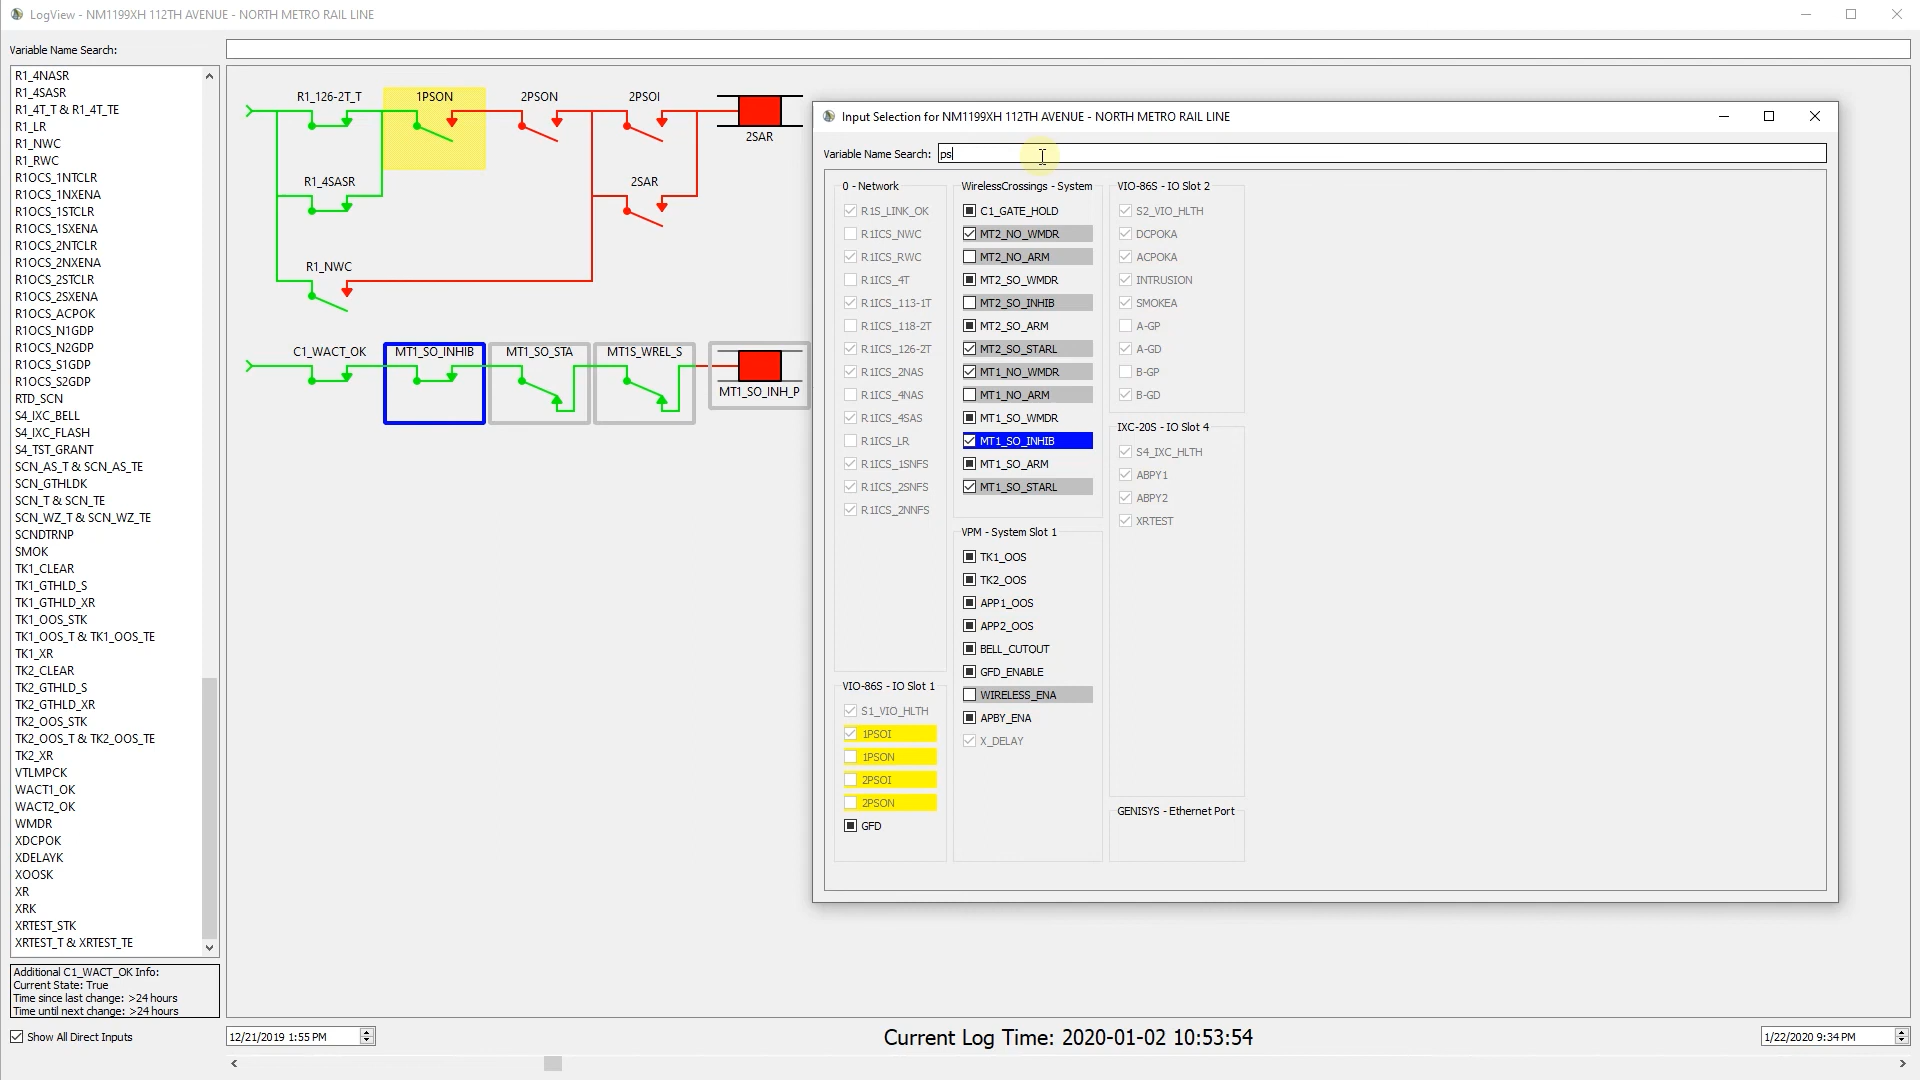 LogView - NM1199XH 112TH AVENUE - NORTH METRO RAIL LINE
Variable Name Search:
R1_4NASR
R1_4SASR
R1_4T_T & R1_4T_TE
R1_LR
R1_NWC
R1_RWC
R1OCS_1NTCLR
R1OCS_1NXENA
R1OCS_1STCLR
R1OCS_1SXENA
R1OCS_2NTCLR
R1OCS_2NXENA
R1OCS_2STCLR
R1OCS_2SXENA
R1OCS_ACPOK
R1OCS_N1GDP
R1OCS_N2GDP
R1OCS_S1GDP
R1OCS_S2GDP
RTD_SCN
S4_IXC_BELL
S4_IXC_FLASH
S4_TST_GRANT
SCN_AS_T & SCN_AS_TE
SCN_GTHLDK
SCN_T & SCN_TE
SCN_WZ_T & SCN_WZ_TE
SCNDTRNP
SMOK
TK1_CLEAR
TK1_GTHLD_S
TK1_GTHLD_XR
TK1_OOS_STK
TK1_OOS_T & TK1_OOS_TE
TK1_XR
TK2_CLEAR
TK2_GTHLD_S
TK2_GTHLD_XR
TK2_OOS_STK
TK2_OOS_T & TK2_OOS_TE
TK2_XR
VTLMPCK
WACT1_OK
WACT2_OK
WMDR
XDCPOK
XDELAYK
XOOSK
XR
XRK
XRTEST_STK
XRTEST_T & XRTEST_TE
Additional C1_WACT_OK Info:
Current State: True
Time since last change: >24 hours
Time until next change: >24 hours
Show All Direct Inputs
R1_126-2T_T 1PSON 2PSON 2PSOI
2SAR
R1_4SASR 2SAR
R1_NWC
C1_WACT_OK MT1_SO_INHIB MT1_SO_STA MT1S_WREL_S
MT1_SO_INH_P
Input Selection for NM1199XH 112TH AVENUE - NORTH METRO RAIL LINE
Variable Name Search: ps
0 - Network
R1S_LINK_OK
R1ICS_NWC
R1ICS_RWC
R1ICS_4T
R1ICS_113-1T
R1ICS_118-2T
R1ICS_126-2T
R1ICS_2NAS
R1ICS_4NAS
R1ICS_4SAS
R1ICS_LR
R1ICS_1SNFS
R1ICS_2SNFS
R1ICS_2NNFS
VIO-86S - IO Slot 1
S1_VIO_HLTH
1PSOI
1PSON
2PSOI
2PSON
GFD
WirelessCrossings - System
C1_GATE_HOLD
MT2_NO_WMDR
MT2_NO_ARM
MT2_SO_WMDR
MT2_SO_INHIB
MT2_SO_ARM
MT2_SO_STARL
MT1_NO_WMDR
MT1_NO_ARM
MT1_SO_WMDR
MT1_SO_INHIB
MT1_SO_ARM
MT1_SO_STARL
VPM - System Slot 1
TK1_OOS
TK2_OOS
APP1_OOS
APP2_OOS
BELL_CUTOUT
GFD_ENABLE
WIRELESS_ENA
APBY_ENA
X_DELAY
VIO-86S - IO Slot 2
S2_VIO_HLTH
DCPOKA
ACPOKA
INTRUSION
SMOKEA
A-GP
A-GD
B-GP
B-GD
IXC-20S - IO Slot 4
S4_IXC_HLTH
ABPY1
ABPY2
XRTEST
GENISYS - Ethernet Port
12/21/2019 1:55 PM
Current Log Time: 2020-01-02 10:53:54
1/22/2020 9:34 PM